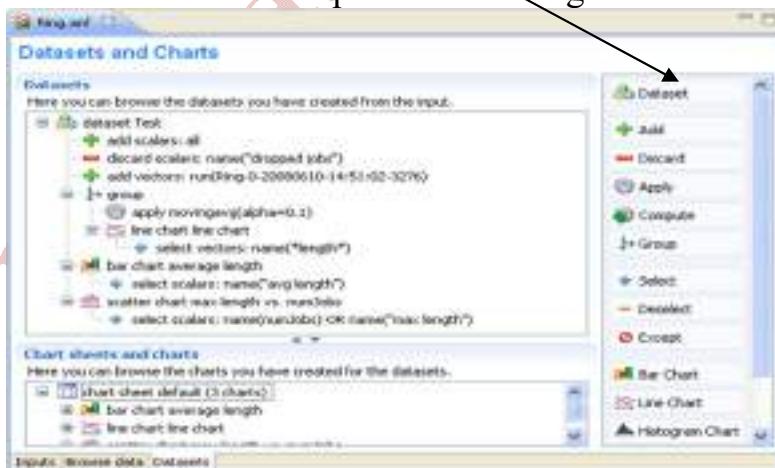 Ring.anf
Datasets and Charts
Datasets
Here you can browse the datasets you have created from the input.
dataset Test
add scalars: all
discard scalars: name("dropped jobs")
add vectors: run(Ring-0-20080610-14:51:02-3276)
group
apply movingavg(alpha=0.1)
line chart line chart
select vectors: name(*length*)
bar chart average length
select scalars: name("avg length")
scatter chart max length vs. numJobs
select scalars: name(numJobs) OR name("max length")
Chart sheets and charts
Here you can browse the charts you have created for the datasets.
chart sheet default (3 charts)
bar chart average length
line chart line chart
Inputs Browse data Datasets
Dataset
Add
Discard
Apply
Compute
Group
Select
Deselect
Except
Bar Chart
Line Chart
Histogram Chart